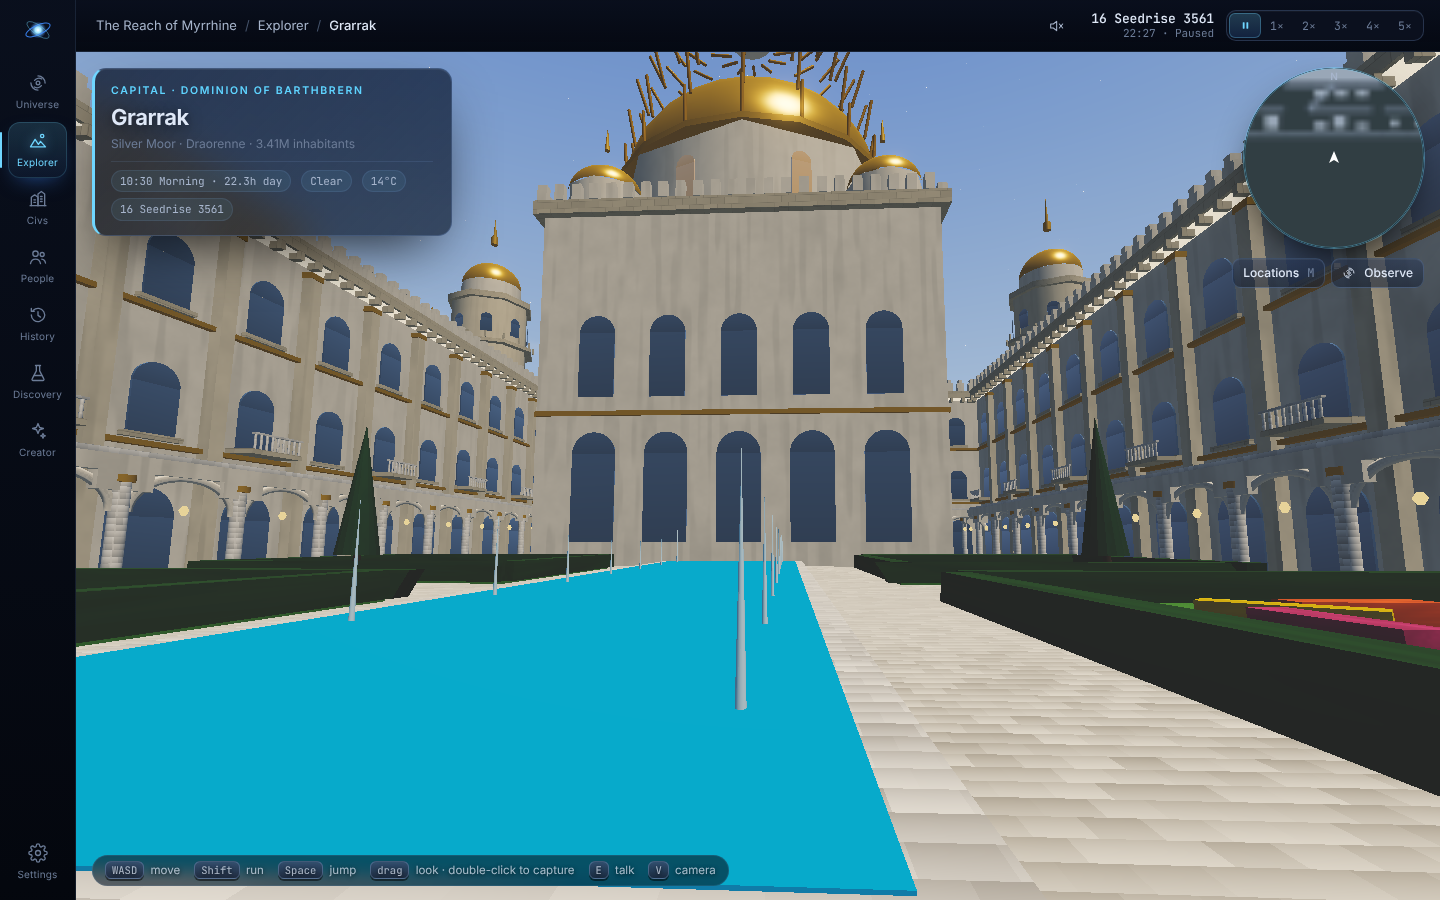 The Reach of Myrrhine / Explorer / Grarrak
16 Seedrise 3561
22:27 · Paused
1× 2× 3× 4× 5×
Universe
Explorer
Civs
People
History
Discovery
Creator
Settings
CAPITAL · DOMINION OF BARTHBRERN
Grarrak
Silver Moor · Draorenne · 3.41M inhabitants
10:30 Morning · 22.3h day Clear 14°C
16 Seedrise 3561
N
Locations M Observe
WASD move Shift run Space jump drag look · double-click to capture E talk V camera